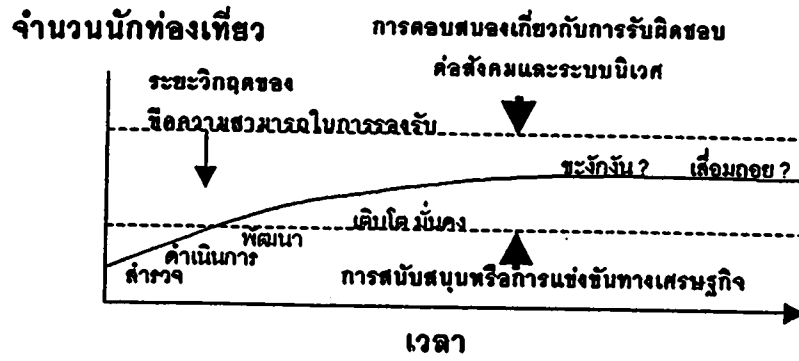 จำนวนนักท่องเที่ยว
การตอบสนองเกี่ยวกับการรับผิดชอบ
ต่อสังคมและระบบนิเวศ
ระยะวิกฤตของ
ขีดความสามารถในการรองรับ
ชะงักงัน ? เสื่อมถอย ?
เติบโต มั่นคง
พัฒนา
ดำเนินการ
สำรวจ
การสนับสนุนหรือการแข่งขันทางเศรษฐกิจ
เวลา